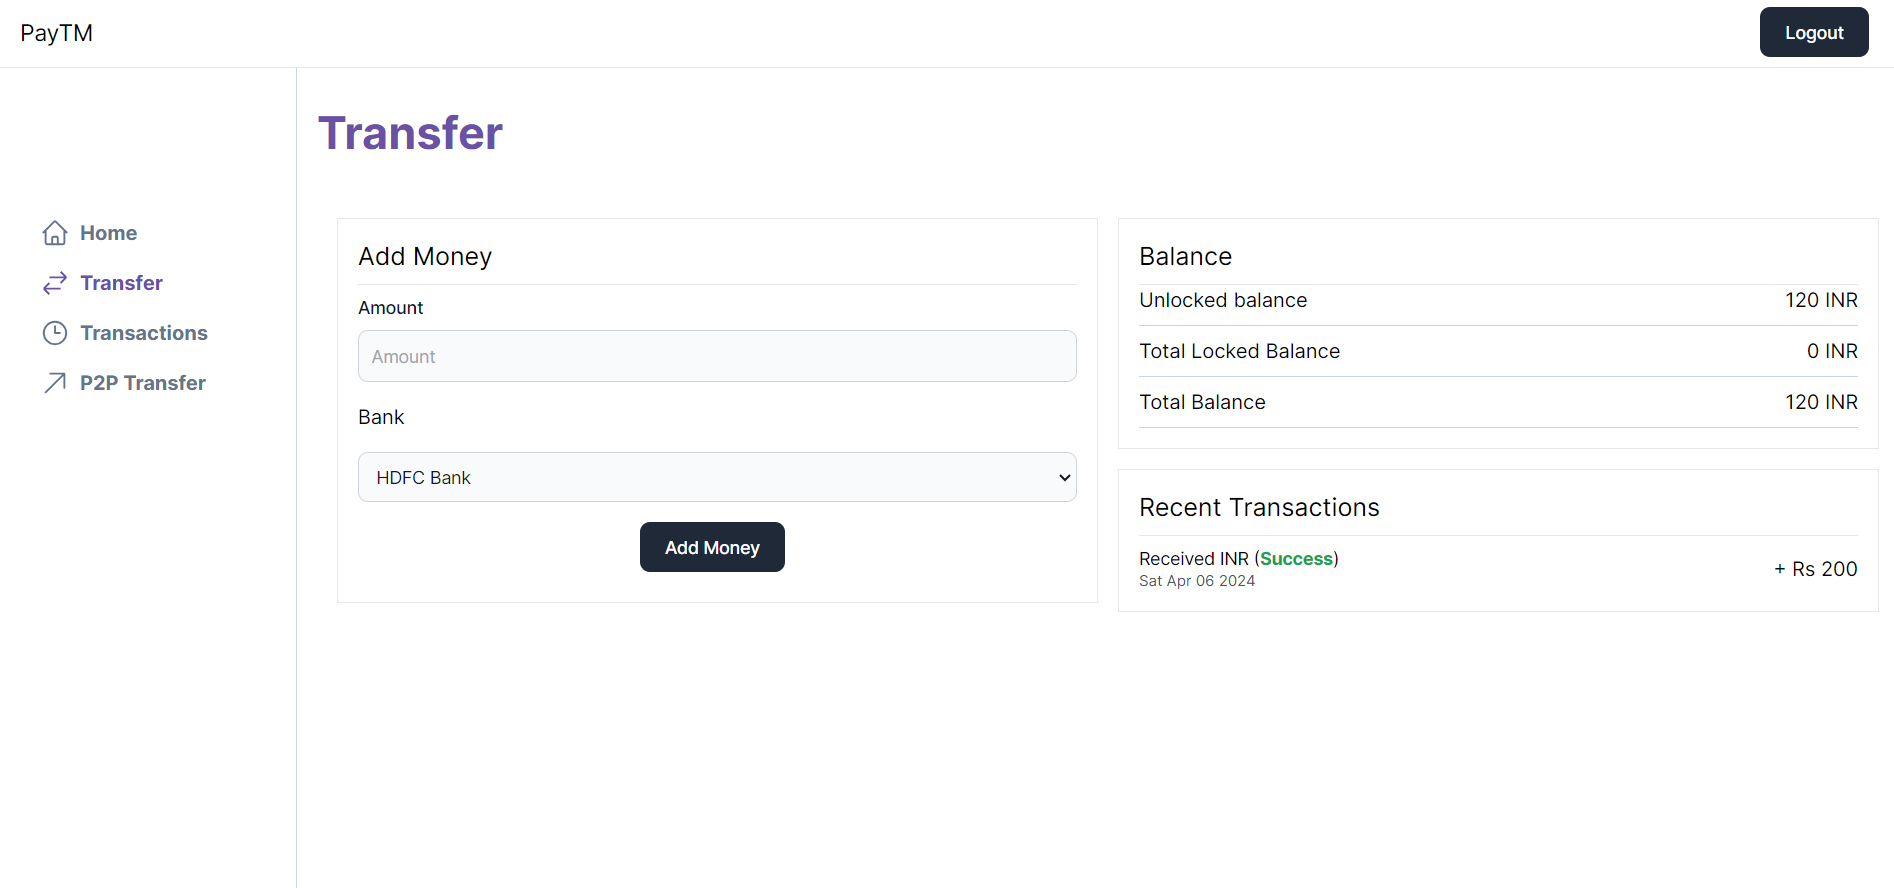 PayTM
Logout
Home
Transfer
Transactions
P2P Transfer
Transfer
Add Money
Amount
Amount
Bank
HDFC Bank
Add Money
Balance
Unlocked balance 120 INR
Total Locked Balance 0 INR
Total Balance 120 INR
Recent Transactions
Received INR (Success)
Sat Apr 06 2024
+ Rs 200